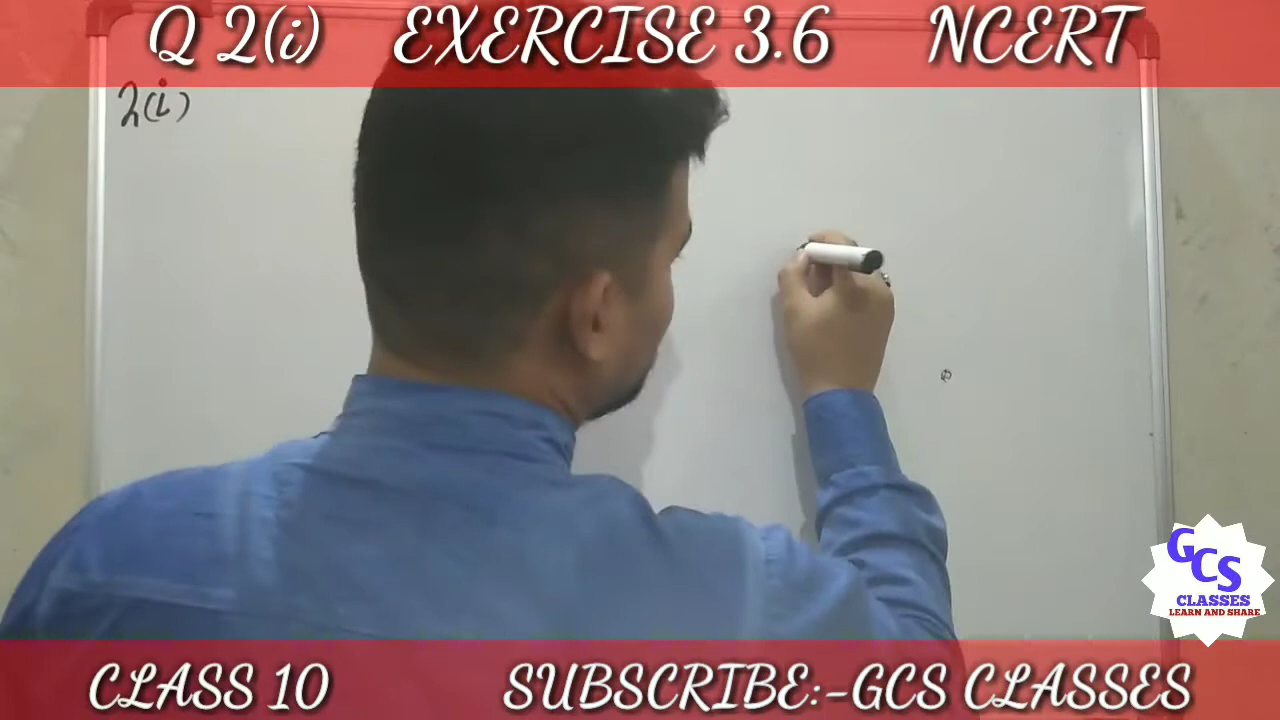 Q 2(i) EXERCISE 3.6 NCERT
2(i)
GCS
CLASSES
LEARN AND SHARE
CLASS 10 SUBSCRIBE:-GCS CLASSES